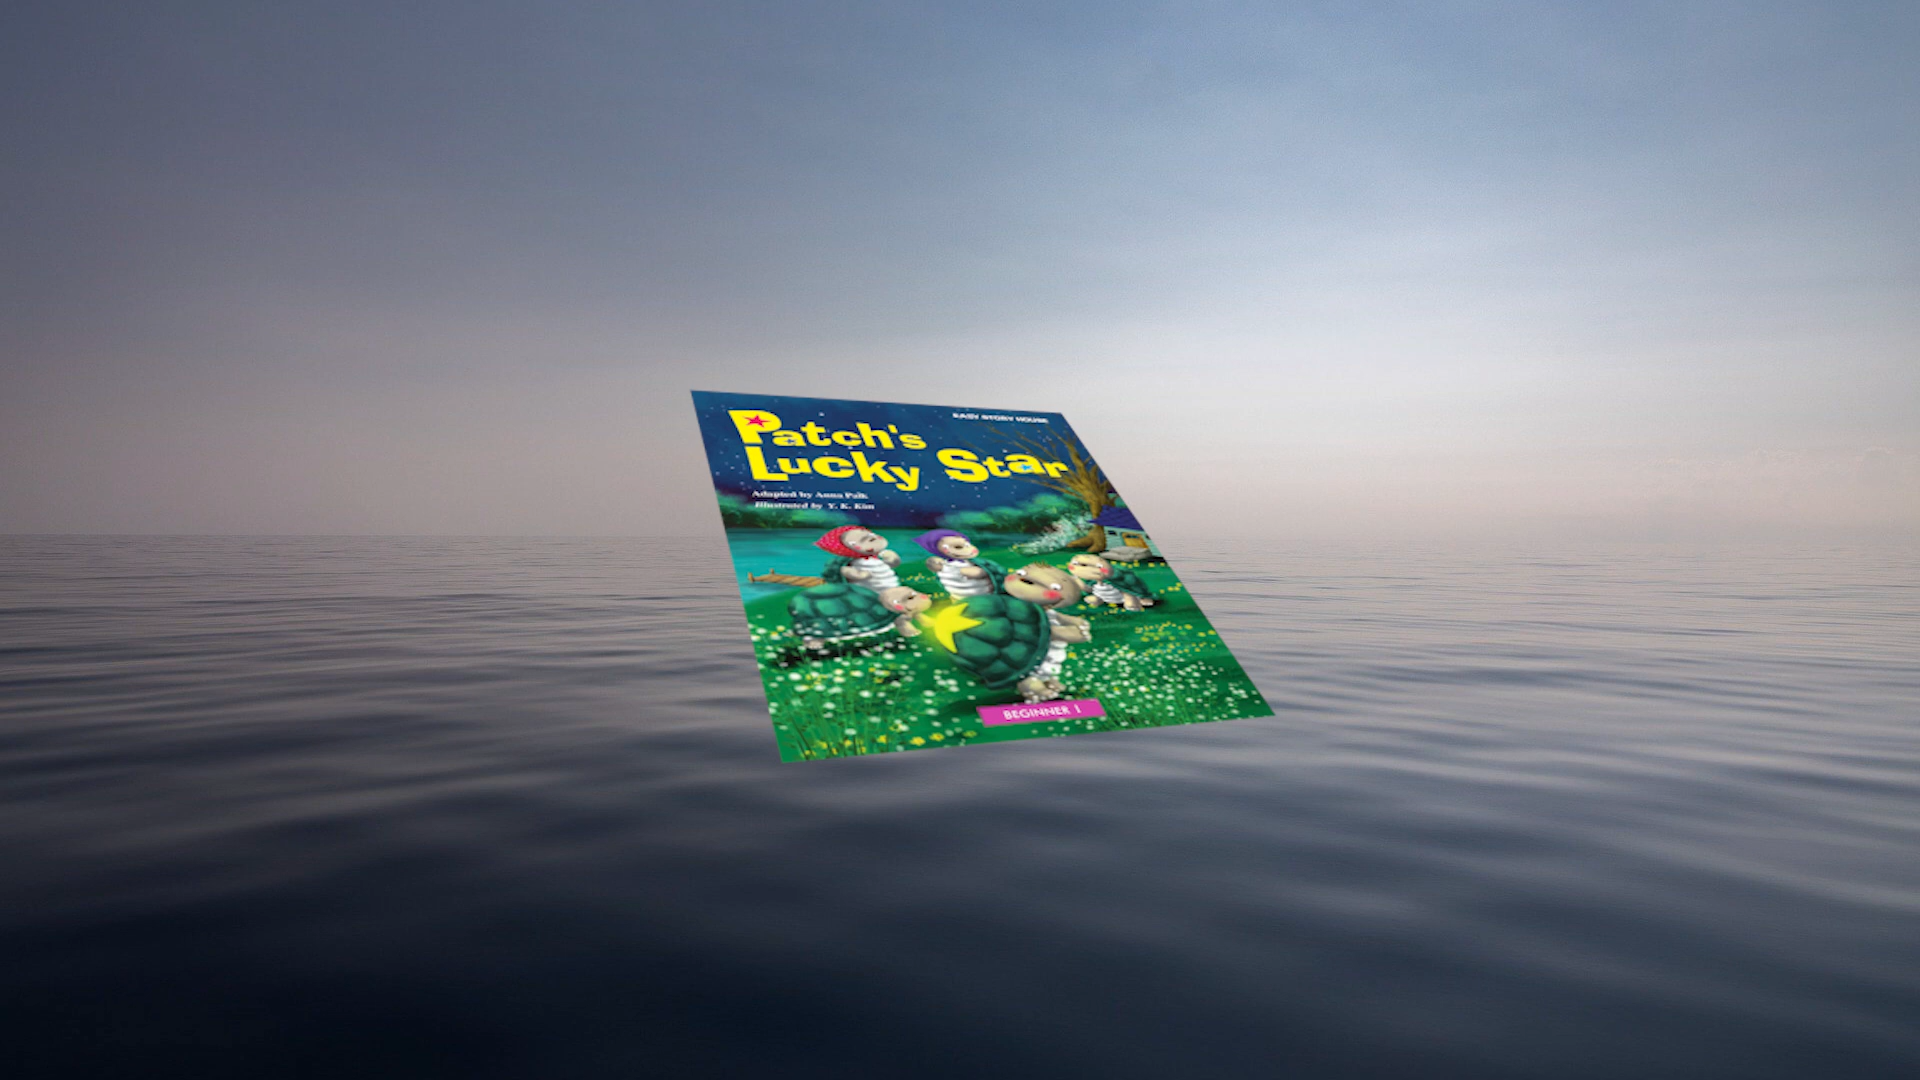 EASY STORY HOUSE
Patch's
Lucky Star
Adapted by Anna Paik
Illustrated by Y. K. Kim
BEGINNER 1